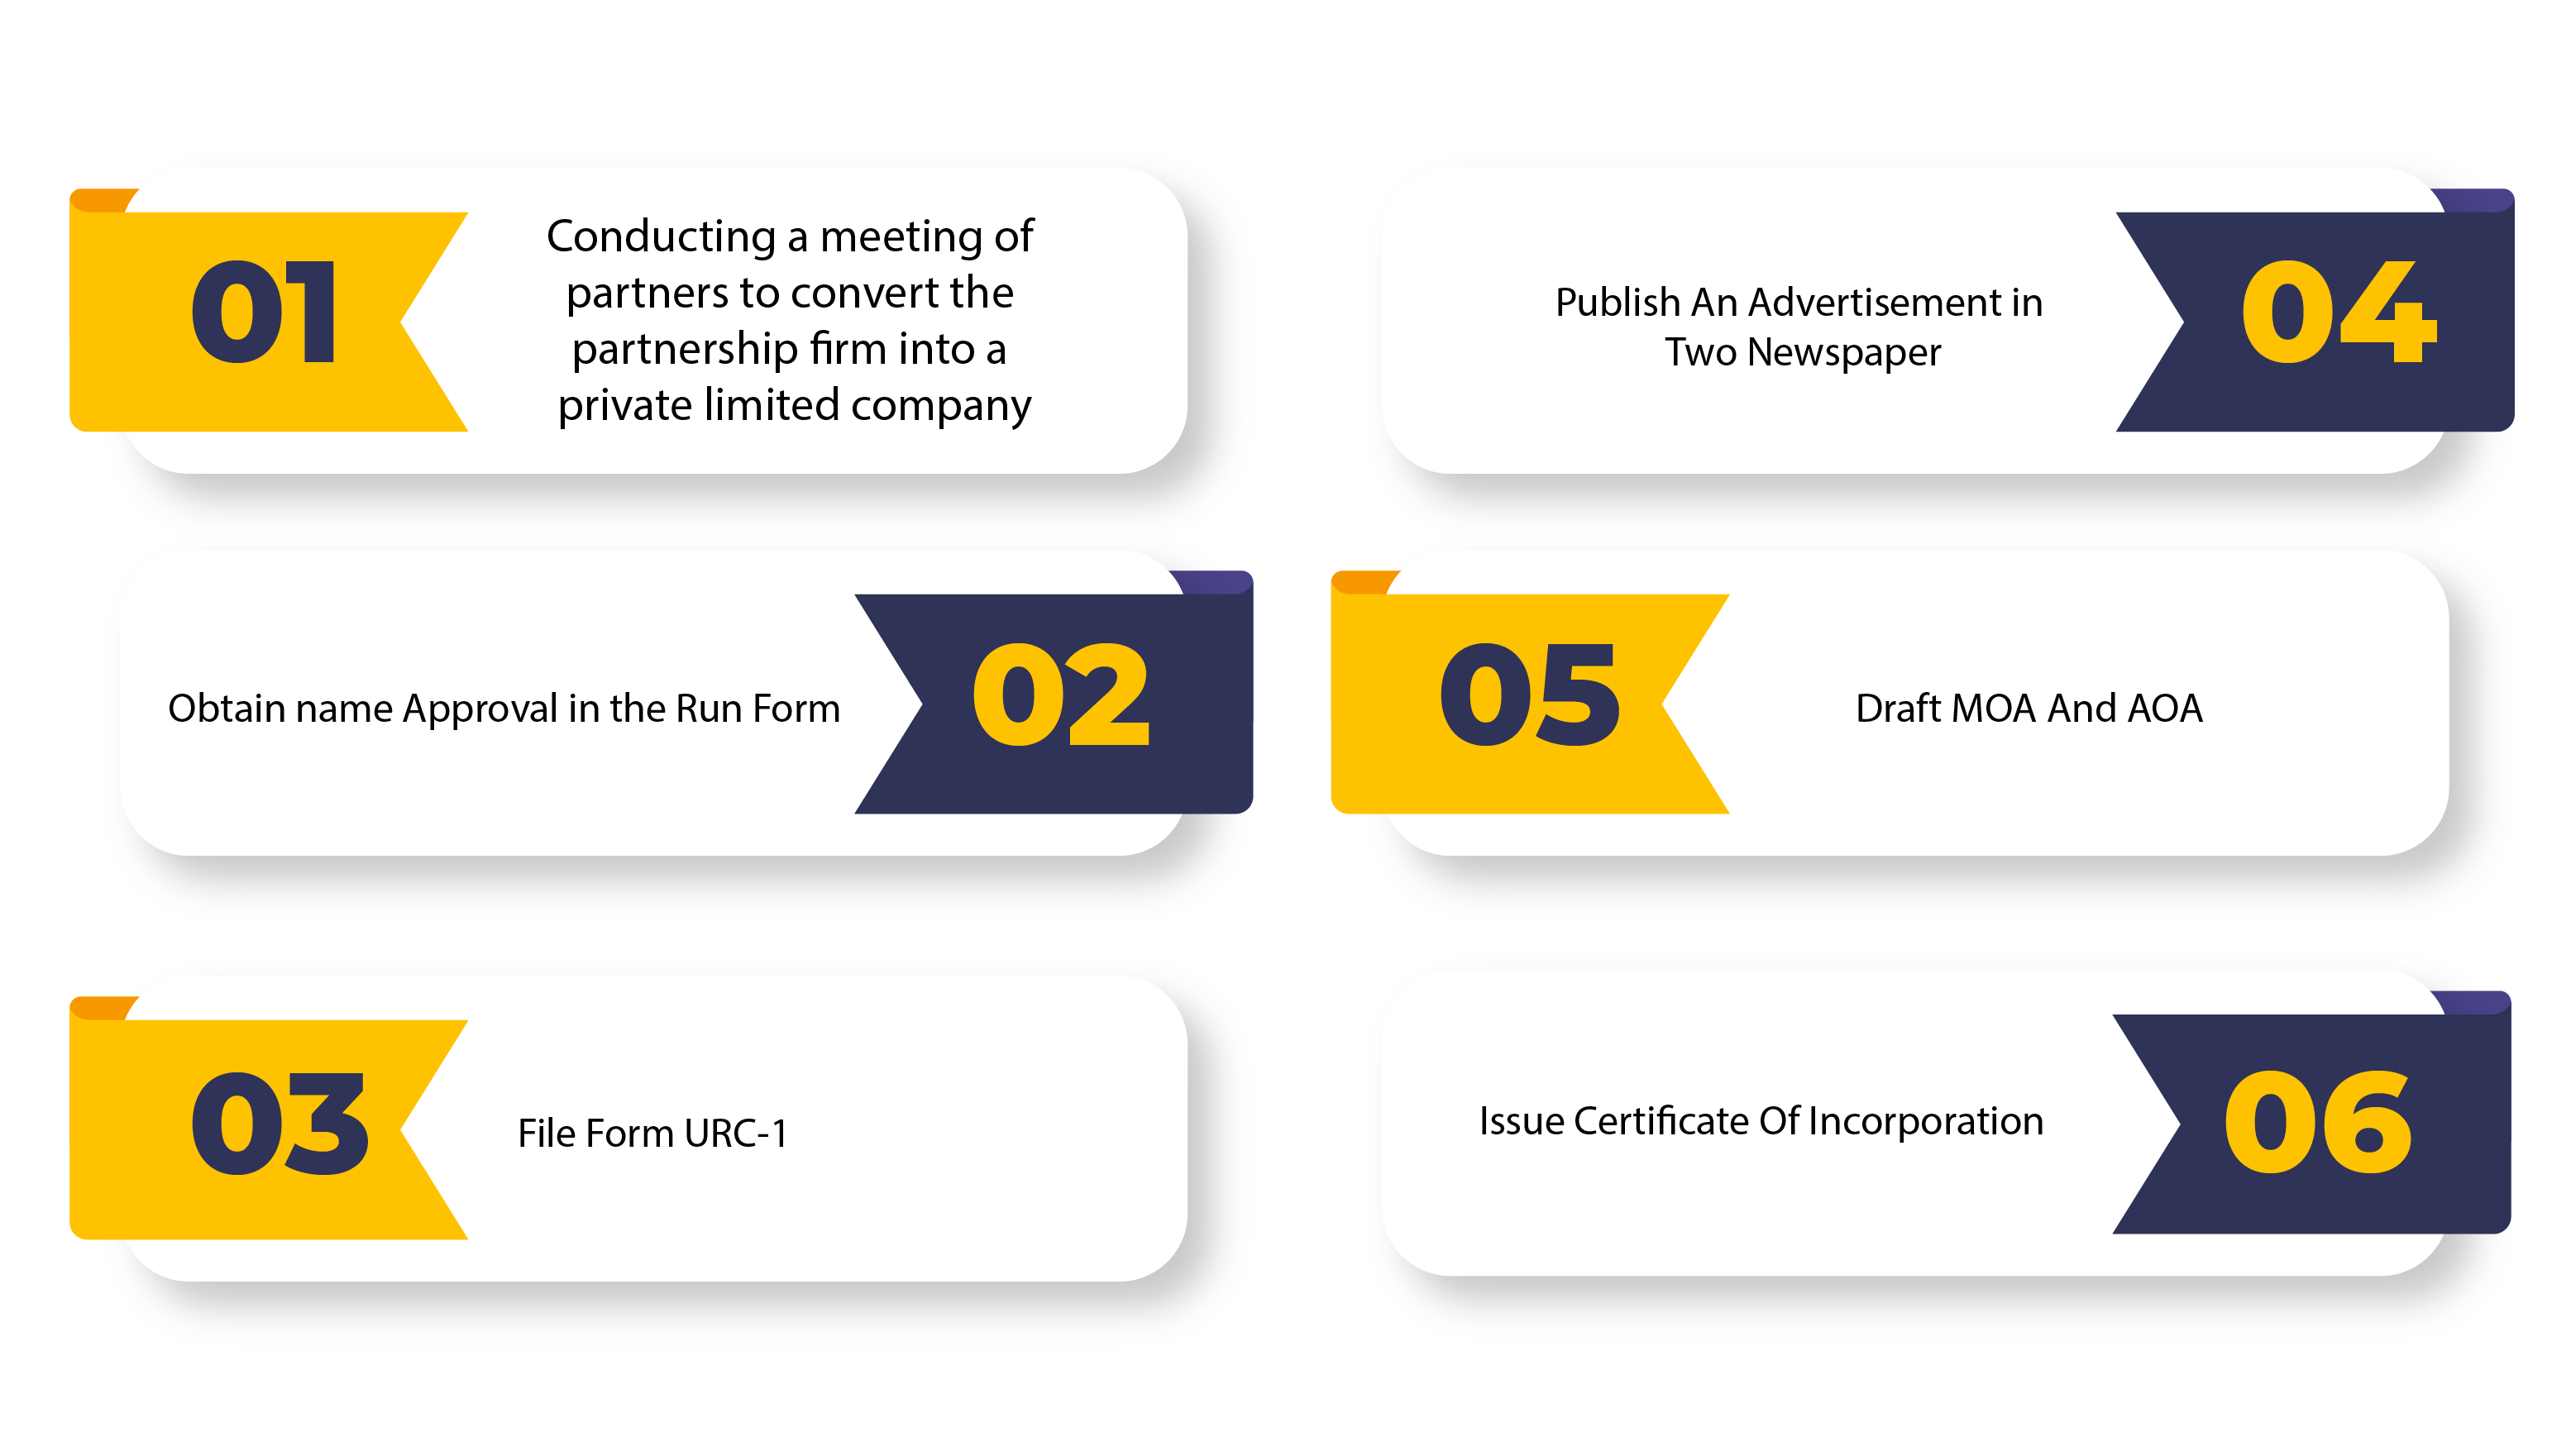 01
Conducting a meeting of
partners to convert the
partnership firm into a
private limited company
02
Obtain name Approval in the Run Form
03
File Form URC-1
04
Publish An Advertisement in
Two Newspaper
05
Draft MOA And AOA
06
Issue Certificate Of Incorporation